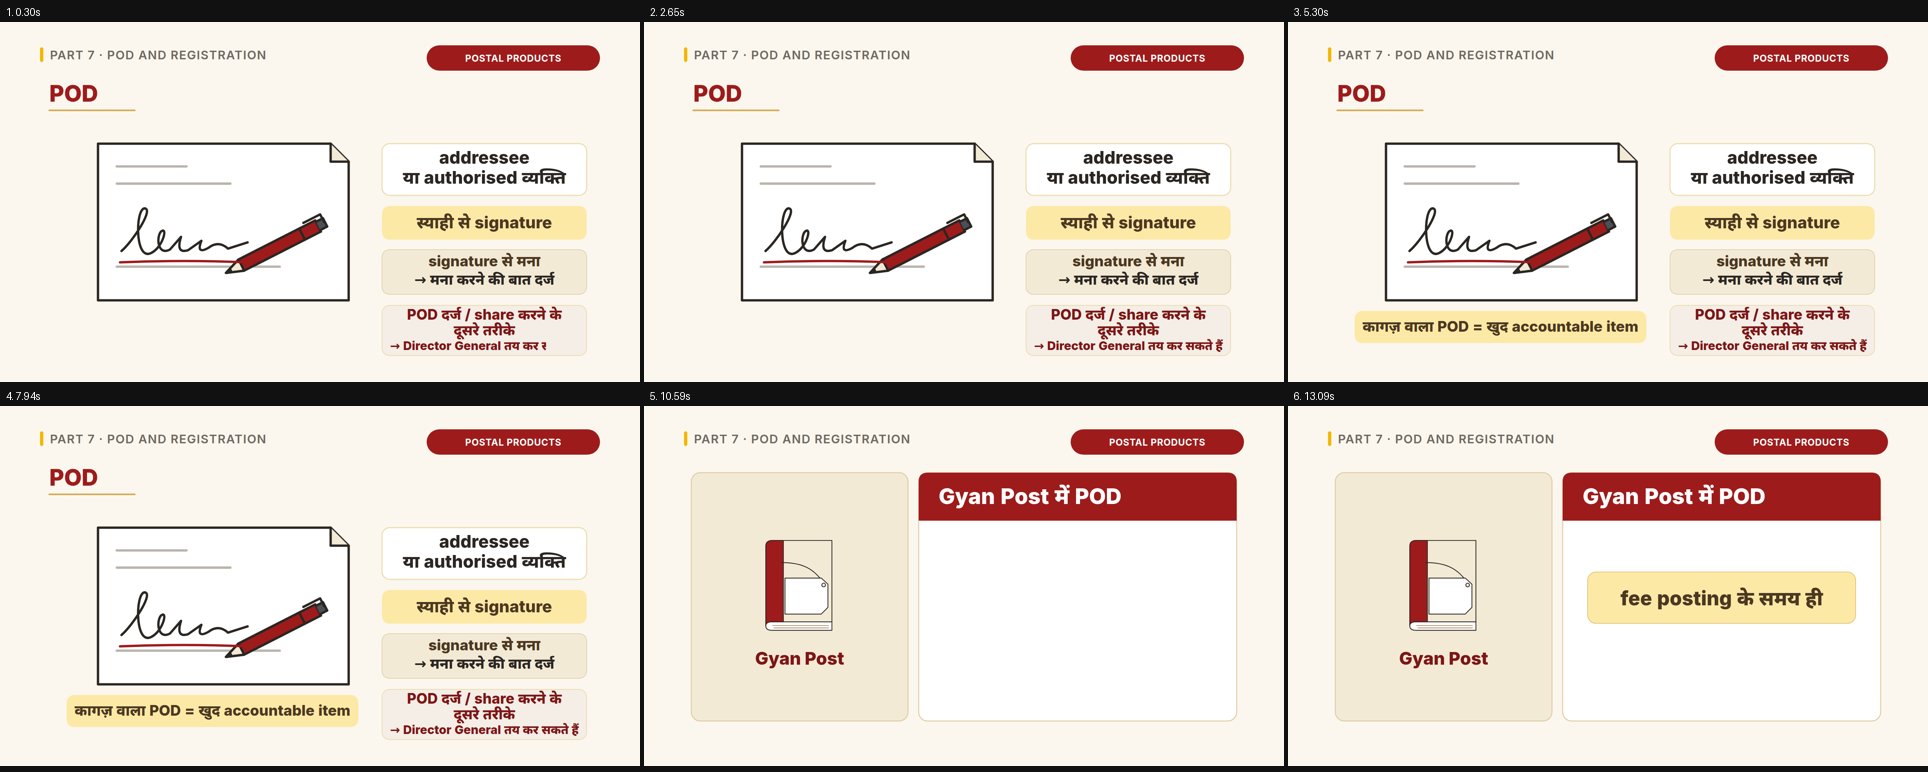 1. 0.30s
PART 7 · POD AND REGISTRATION
POSTAL PRODUCTS
POD
addressee
या authorised व्यक्ति
स्याही से signature
signature से मना
→ मना करने की बात दर्ज
POD दर्ज / share करने के
दूसरे तरीके
→ Director General तय कर
2. 2.65s
PART 7 · POD AND REGISTRATION
POSTAL PRODUCTS
POD
addressee
या authorised व्यक्ति
स्याही से signature
signature से मना
→ मना करने की बात दर्ज
POD दर्ज / share करने के
दूसरे तरीके
→ Director General तय कर सकते हैं
3. 5.30s
PART 7 · POD AND REGISTRATION
POSTAL PRODUCTS
POD
addressee
या authorised व्यक्ति
स्याही से signature
signature से मना
→ मना करने की बात दर्ज
POD दर्ज / share करने के
दूसरे तरीके
→ Director General तय कर सकते हैं
कागज़ वाला POD = खुद accountable item
4. 7.94s
PART 7 · POD AND REGISTRATION
POSTAL PRODUCTS
POD
addressee
या authorised व्यक्ति
स्याही से signature
signature से मना
→ मना करने की बात दर्ज
POD दर्ज / share करने के
दूसरे तरीके
→ Director General तय कर सकते हैं
कागज़ वाला POD = खुद accountable item
5. 10.59s
PART 7 · POD AND REGISTRATION
POSTAL PRODUCTS
Gyan Post में POD
Gyan Post
6. 13.09s
PART 7 · POD AND REGISTRATION
POSTAL PRODUCTS
Gyan Post में POD
fee posting के समय ही
Gyan Post